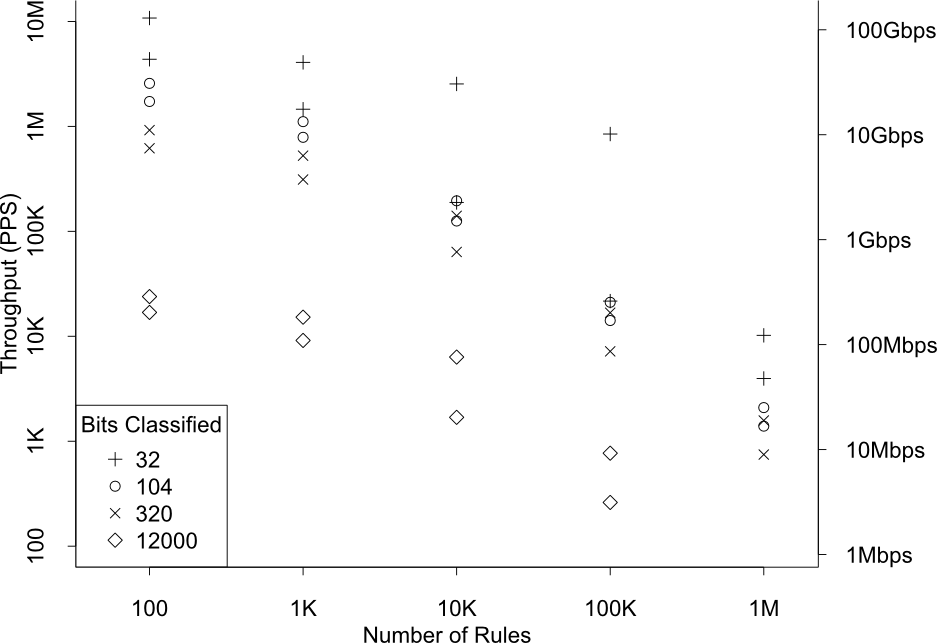 10M
1M
100K
10K
1K
100
Throughput (PPS)
100Gbps
10Gbps
1Gbps
100Mbps
10Mbps
1Mbps
Bits Classified
32
104
320
12000
100
1K
10K
100K
1M
Number of Rules